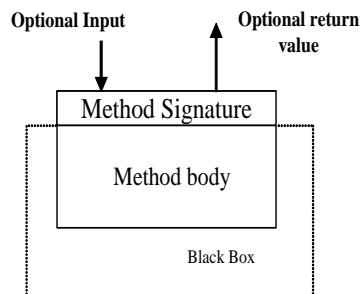 Optional Input
Optional return
value
Method Signature
Method body
Black Box